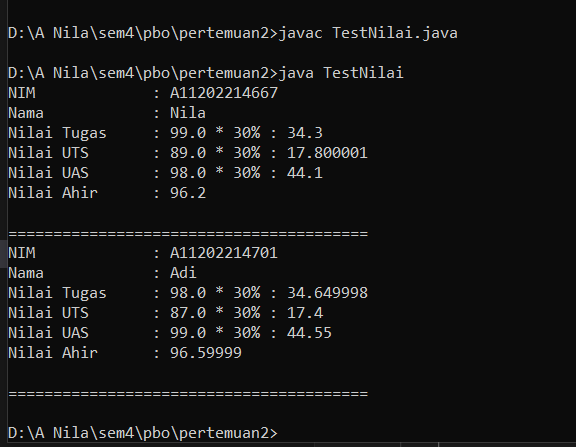 D:\A Nila\sem4\pbo\pertemuan2>javac TestNilai.java
D:\A Nila\sem4\pbo\pertemuan2>java TestNilai
NIM : A11202214667
Nama : Nila
Nilai Tugas : 99.0 * 30% : 34.3
Nilai UTS : 89.0 * 30% : 17.800001
Nilai UAS : 98.0 * 30% : 44.1
Nilai Ahir : 96.2
========================================
NIM : A11202214701
Nama : Adi
Nilai Tugas : 98.0 * 30% : 34.649998
Nilai UTS : 87.0 * 30% : 17.4
Nilai UAS : 99.0 * 30% : 44.55
Nilai Ahir : 96.59999
========================================
D:\A Nila\sem4\pbo\pertemuan2>